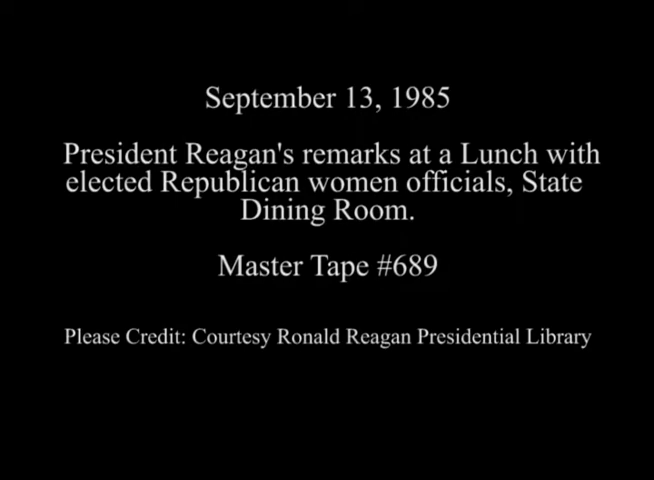 September 13, 1985
President Reagan's remarks at a Lunch with
elected Republican women officials, State
Dining Room.
Master Tape #689
Please Credit: Courtesy Ronald Reagan Presidential Library